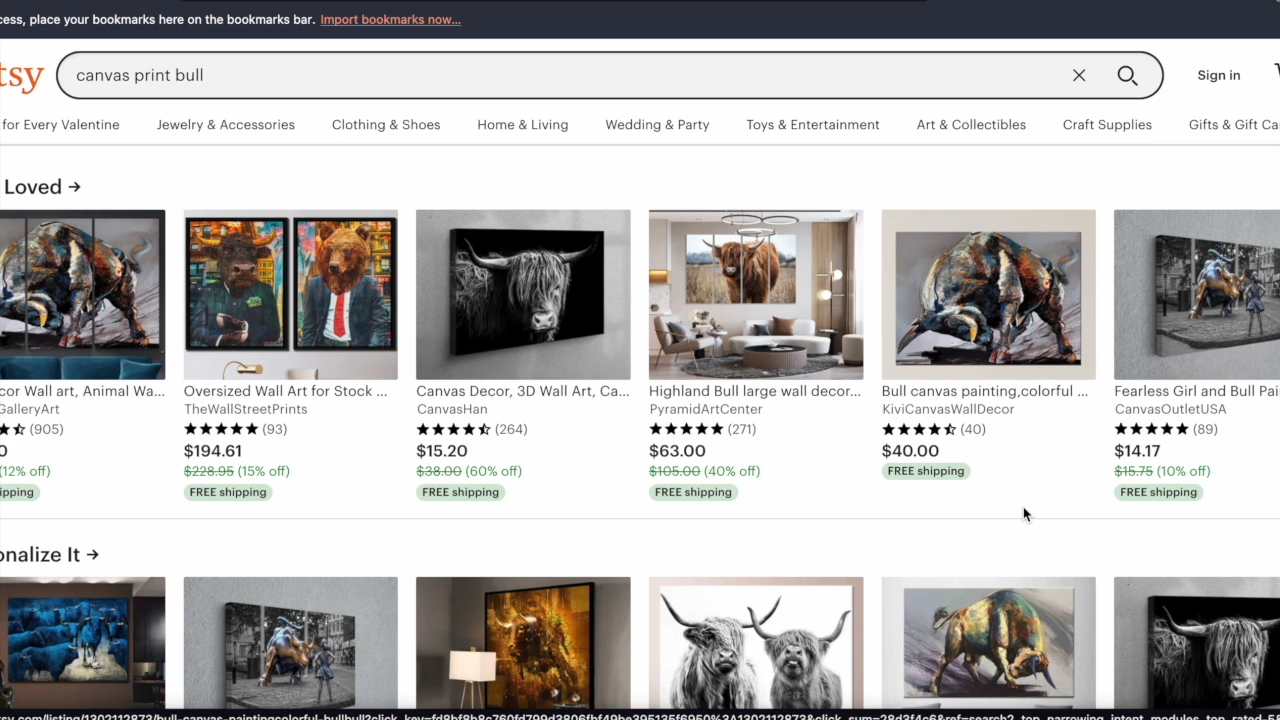 cess, place your bookmarks here on the bookmarks bar. Import bookmarks now...
tsy
canvas print bull
Sign in
for Every Valentine
Jewelry & Accessories
Clothing & Shoes
Home & Living
Wedding & Party
Toys & Entertainment
Art & Collectibles
Craft Supplies
Gifts & Gift Ca
Loved →
cor Wall art, Animal Wa...
GalleryArt
(905)
0
(12% off)
ipping
Oversized Wall Art for Stock ...
TheWallStreetPrints
(93)
$194.61
$228.95 (15% off)
FREE shipping
Canvas Decor, 3D Wall Art, Ca...
CanvasHan
(264)
$15.20
$38.00 (60% off)
FREE shipping
Highland Bull large wall decor...
PyramidArtCenter
(271)
$63.00
$105.00 (40% off)
FREE shipping
Bull canvas painting,colorful ...
KiviCanvasWallDecor
(40)
$40.00
FREE shipping
Fearless Girl and Bull Pai
CanvasOutletUSA
(89)
$14.17
$15.75 (10% off)
FREE shipping
onalize It →